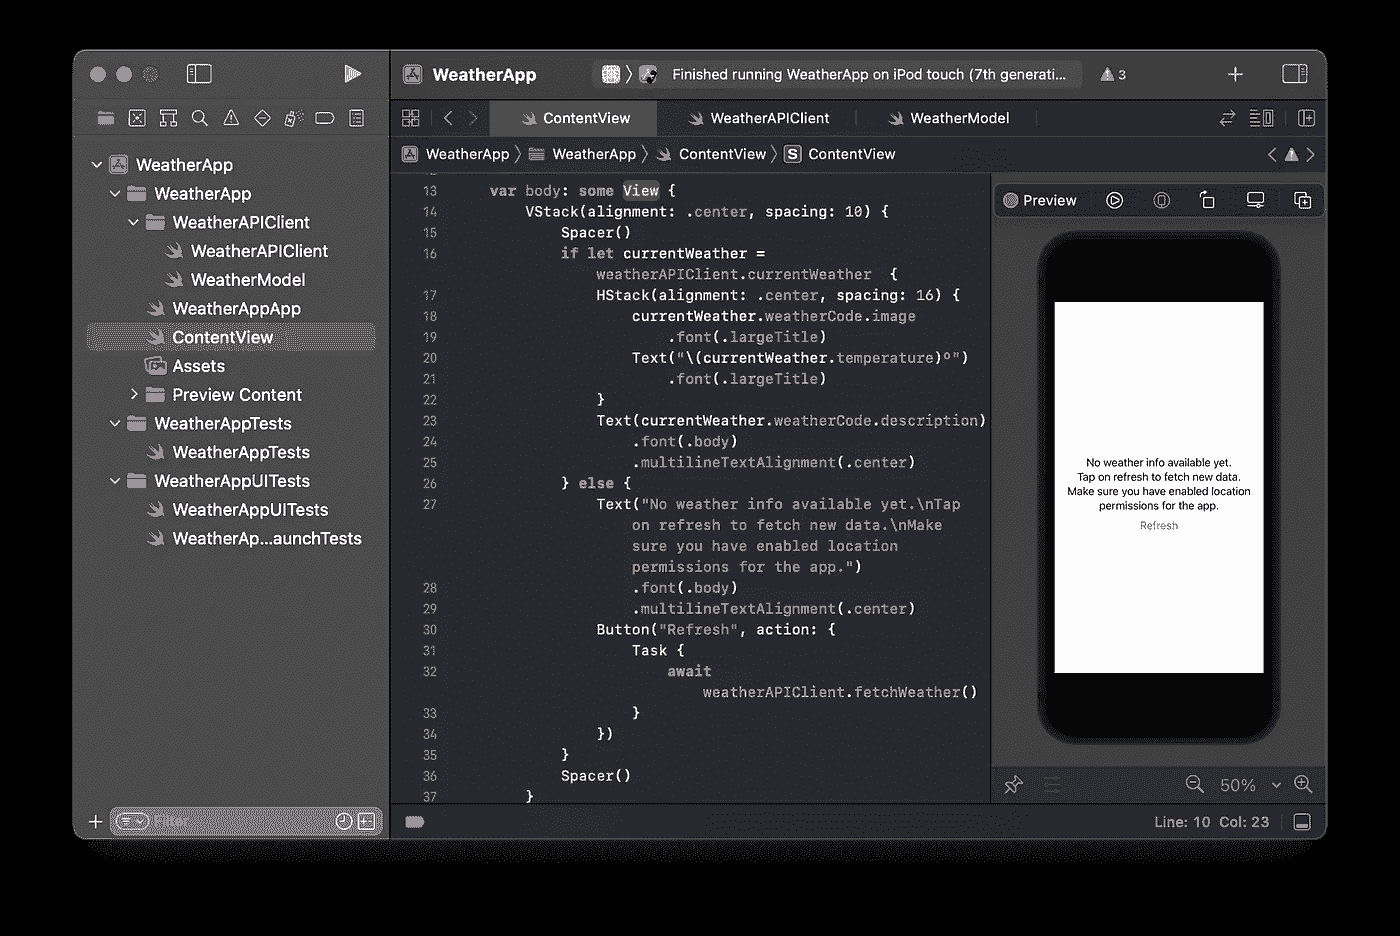 WeatherApp
Finished running WeatherApp on iPod touch (7th generati...
3
ContentView
WeatherAPIClient
WeatherModel
WeatherApp
WeatherApp
ContentView
S
ContentView
WeatherApp
WeatherApp
WeatherAPIClient
WeatherAPIClient
WeatherModel
WeatherAppApp
ContentView
Assets
Preview Content
WeatherAppTests
WeatherAppTests
WeatherAppUITests
WeatherAppUITests
WeatherAp...aunchTests
Filter
13 var body: some View {
14 VStack(alignment: .center, spacing: 10) {
15 Spacer()
16 if let currentWeather =
weatherAPIClient.currentWeather  {
17 HStack(alignment: .center, spacing: 16) {
18 currentWeather.weatherCode.image
19 .font(.largeTitle)
20 Text("\(currentWeather.temperature)º")
21 .font(.largeTitle)
22 }
23 Text(currentWeather.weatherCode.description)
24 .font(.body)
25 .multilineTextAlignment(.center)
26 } else {
27 Text("No weather info available yet.\nTap
on refresh to fetch new data.\nMake
sure you have enabled location
permissions for the app.")
28 .font(.body)
29 .multilineTextAlignment(.center)
30 Button("Refresh", action: {
31 Task {
32 await
weatherAPIClient.fetchWeather()
33 }
34 })
35 }
36 Spacer()
37 }
Preview
No weather info available yet.
Tap on refresh to fetch new data.
Make sure you have enabled location
permissions for the app.
Refresh
50%
Line: 10 Col: 23